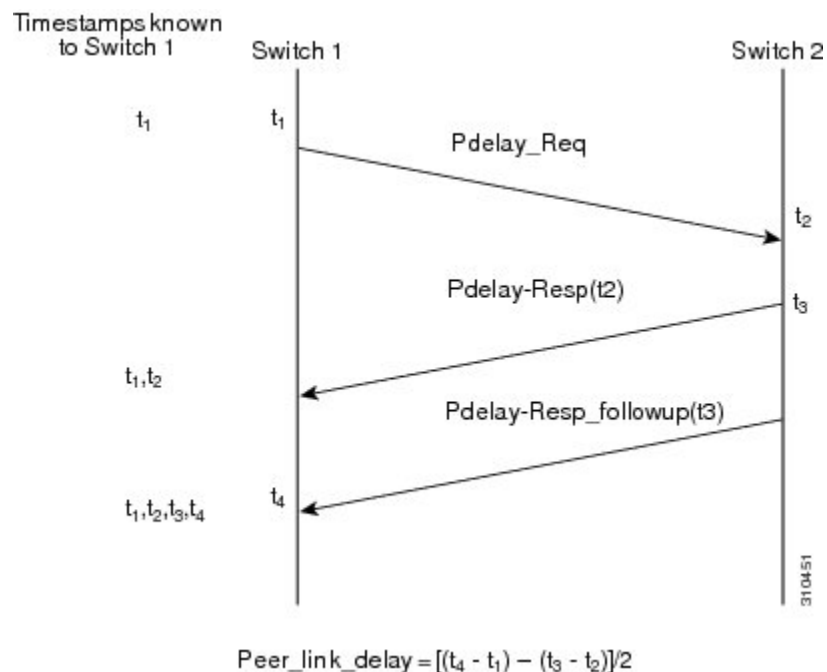 Timestamps known
to Switch 1
Switch 1
Switch 2
t₁
t₁
Pdelay_Req
t₂
Pdelay-Resp(t2)
t₃
t₁,t₂
Pdelay-Resp_followup(t3)
t₄
t₁,t₂,t₃,t₄
310451
Peer_link_delay = [(t₄ - t₁) – (t₃ - t₂)]/2